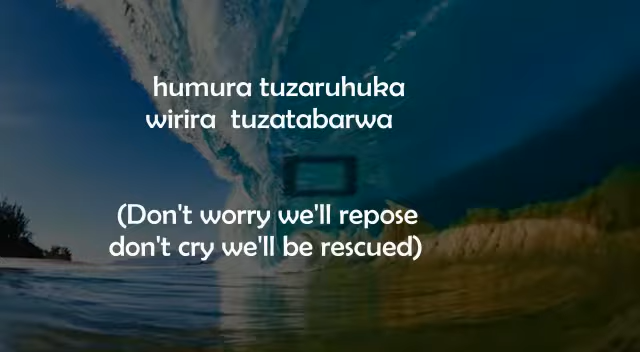 humura tuzaruhuka
wirira tuzatabarwa
(Don't worry we'll repose
don't cry we'll be rescued)